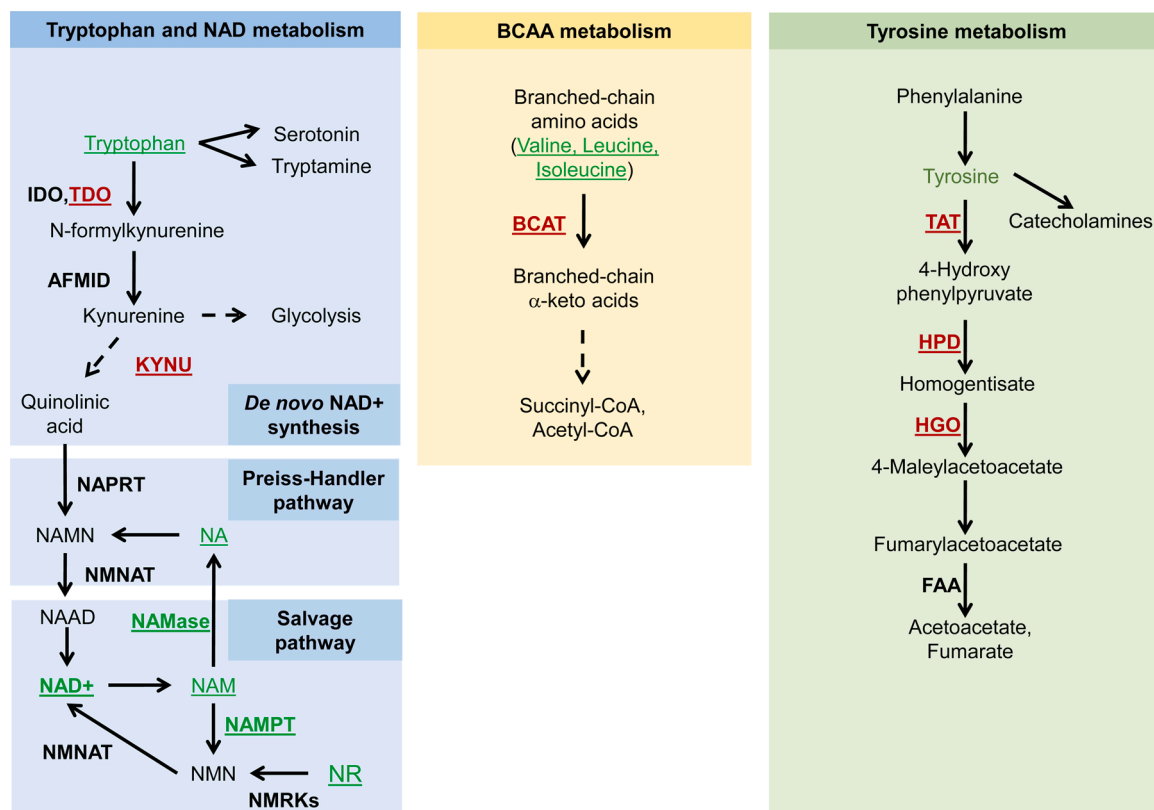 Tryptophan and NAD metabolism
Tryptophan
Serotonin
Tryptamine
IDO,TDO
N-formylkynurenine
AFMID
Kynurenine
Glycolysis
KYNU
Quinolinic
acid
De novo NAD+
synthesis
NAPRT
Preiss-Handler
pathway
NAMN
NA
NMNAT
NAAD
NAMase
Salvage
pathway
NAD+
NAM
NAMPT
NMNAT
NMN
NR
NMRKs
BCAA metabolism
Branched-chain
amino acids
(Valine, Leucine,
Isoleucine)
BCAT
Branched-chain
α-keto acids
Succinyl-CoA,
Acetyl-CoA
Tyrosine metabolism
Phenylalanine
Tyrosine
Catecholamines
TAT
4-Hydroxy
phenylpyruvate
HPD
Homogentisate
HGO
4-Maleylacetoacetate
Fumarylacetoacetate
FAA
Acetoacetate,
Fumarate